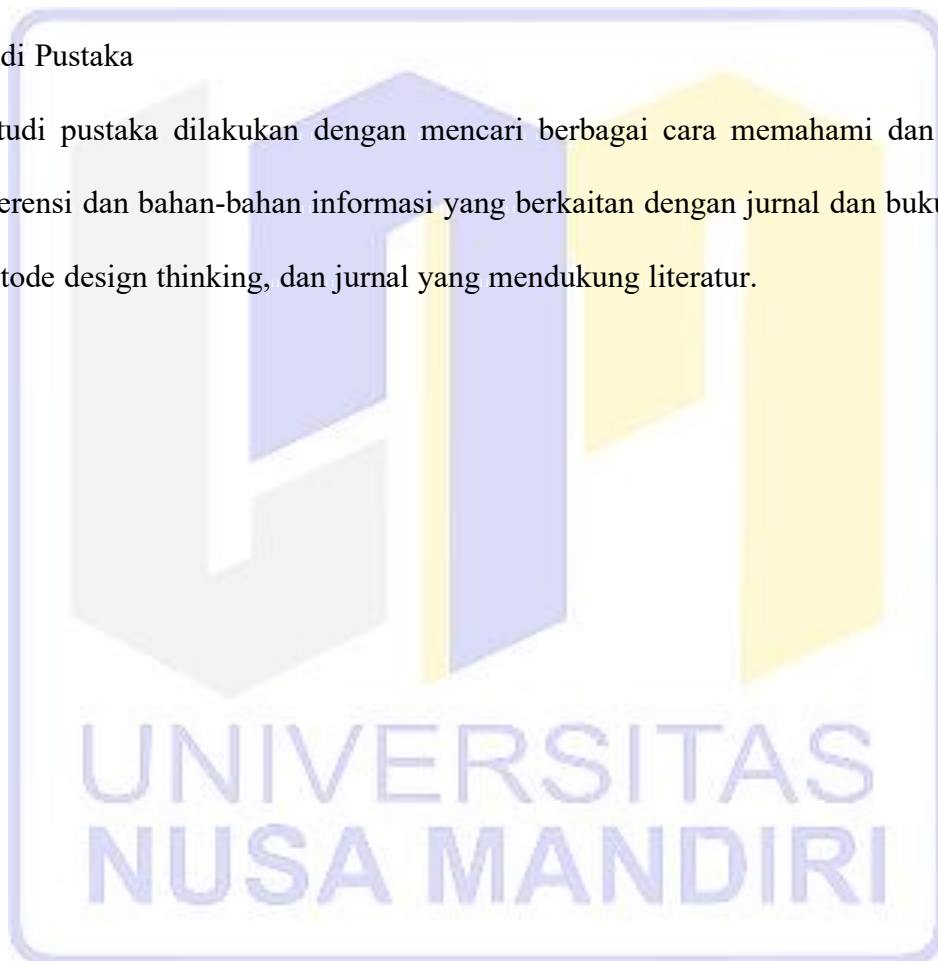 di Pustaka
tudi pustaka dilakukan dengan mencari berbagai cara memahami dan
erensi dan bahan-bahan informasi yang berkaitan dengan jurnal dan buku
tode design thinking, dan jurnal yang mendukung literatur.
UNIVERSITAS
NUSA MANDIRI